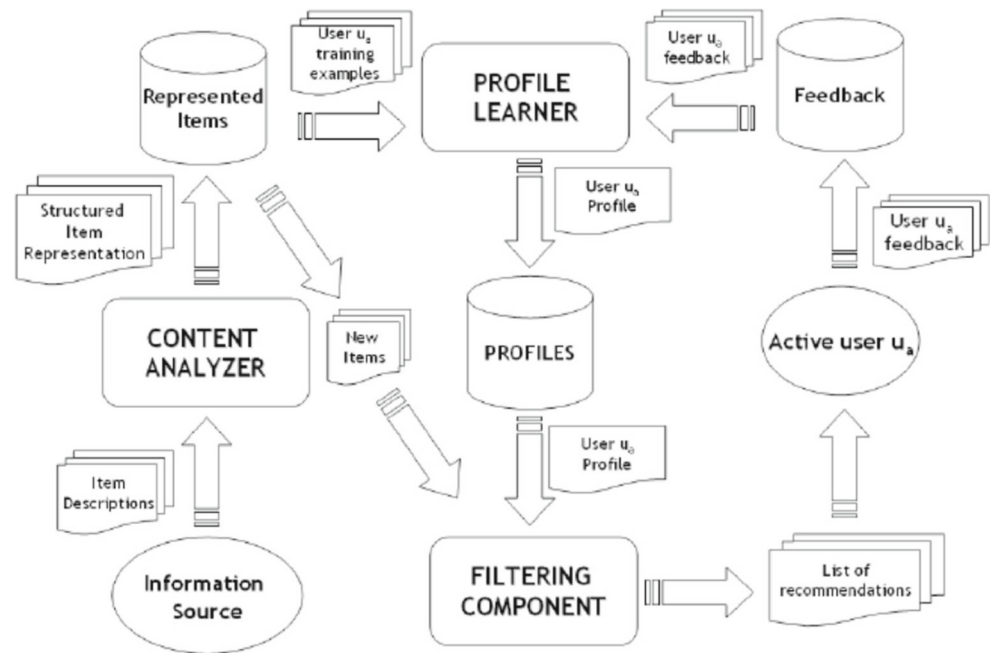 Represented
Items
User uₐ
training
examples
PROFILE
LEARNER
User uₐ
feedback
Feedback
Structured
Item
Representation
User uₐ
Profile
User uₐ
feedback
CONTENT
ANALYZER
New
Items
PROFILES
Active user uₐ
Item
Descriptions
User uₐ
Profile
Information
Source
FILTERING
COMPONENT
List of
recommendations